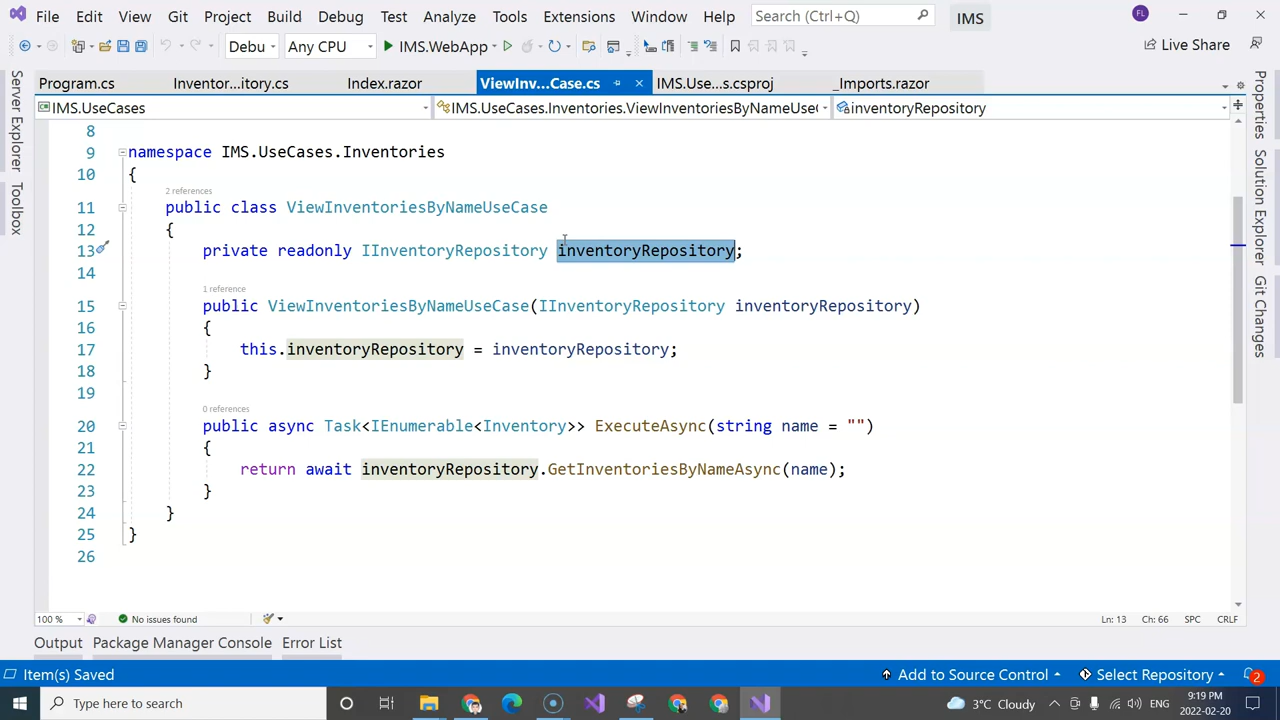 File Edit View Git Project Build Debug Test Analyze Tools Extensions Window Help Search (Ctrl+Q) IMS FL
Debu Any CPU IMS.WebApp Live Share
Program.cs Inventor...itory.cs Index.razor ViewInv...Case.cs IMS.Use...s.csproj _Imports.razor
IMS.UseCases IMS.UseCases.Inventories.ViewInventoriesByNameUseC inventoryRepository
Server Explorer
Toolbox
Properties
Solution Explorer
Git Changes
8
9 namespace IMS.UseCases.Inventories
10 {
2 references
11 public class ViewInventoriesByNameUseCase
12 {
13 private readonly IInventoryRepository inventoryRepository;
14
1 reference
15 public ViewInventoriesByNameUseCase(IInventoryRepository inventoryRepository)
16 {
17 this.inventoryRepository = inventoryRepository;
18 }
19
0 references
20 public async Task<IEnumerable<Inventory>> ExecuteAsync(string name = "")
21 {
22 return await inventoryRepository.GetInventoriesByNameAsync(name);
23 }
24 }
25 }
26
100 % No issues found Ln: 13 Ch: 66 SPC CRLF
Output Package Manager Console Error List
Item(s) Saved Add to Source Control Select Repository 2
Type here to search 3°C Cloudy ENG 9:19 PM
2022-02-20